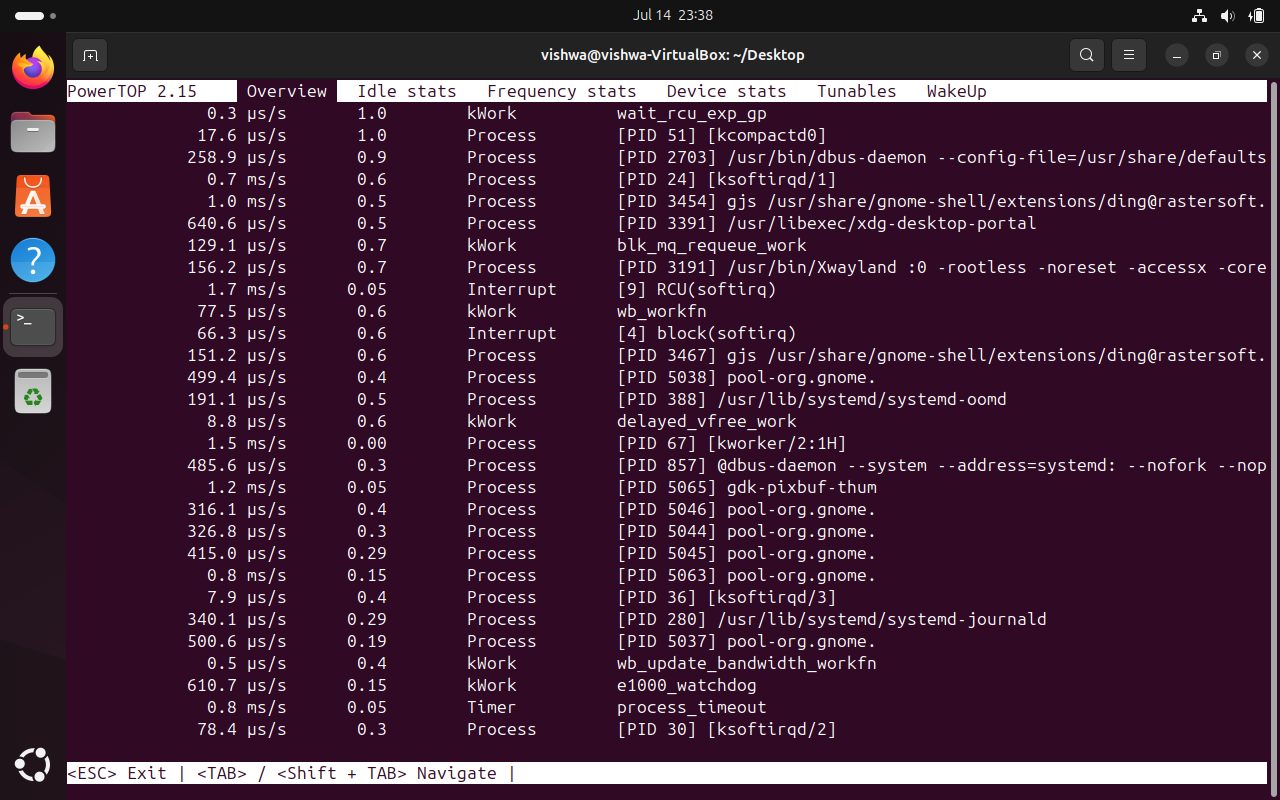 Jul 14 23:38
vishwa@vishwa-VirtualBox: ~/Desktop
PowerTOP 2.15 Overview Idle stats Frequency stats Device stats Tunables WakeUp
0.3 µs/s 1.0 kWork wait_rcu_exp_gp
17.6 µs/s 1.0 Process [PID 51] [kcompactd0]
258.9 µs/s 0.9 Process [PID 2703] /usr/bin/dbus-daemon --config-file=/usr/share/defaults
0.7 ms/s 0.6 Process [PID 24] [ksoftirqd/1]
1.0 ms/s 0.5 Process [PID 3454] gjs /usr/share/gnome-shell/extensions/ding@rastersoft.
640.6 µs/s 0.5 Process [PID 3391] /usr/libexec/xdg-desktop-portal
129.1 µs/s 0.7 kWork blk_mq_requeue_work
156.2 µs/s 0.7 Process [PID 3191] /usr/bin/Xwayland :0 -rootless -noreset -accessx -core
1.7 ms/s 0.05 Interrupt [9] RCU(softirq)
77.5 µs/s 0.6 kWork wb_workfn
66.3 µs/s 0.6 Interrupt [4] block(softirq)
151.2 µs/s 0.6 Process [PID 3467] gjs /usr/share/gnome-shell/extensions/ding@rastersoft.
499.4 µs/s 0.4 Process [PID 5038] pool-org.gnome.
191.1 µs/s 0.5 Process [PID 388] /usr/lib/systemd/systemd-oomd
8.8 µs/s 0.6 kWork delayed_vfree_work
1.5 ms/s 0.00 Process [PID 67] [kworker/2:1H]
485.6 µs/s 0.3 Process [PID 857] @dbus-daemon --system --address=systemd: --nofork --nop
1.2 ms/s 0.05 Process [PID 5065] gdk-pixbuf-thum
316.1 µs/s 0.4 Process [PID 5046] pool-org.gnome.
326.8 µs/s 0.3 Process [PID 5044] pool-org.gnome.
415.0 µs/s 0.29 Process [PID 5045] pool-org.gnome.
0.8 ms/s 0.15 Process [PID 5063] pool-org.gnome.
7.9 µs/s 0.4 Process [PID 36] [ksoftirqd/3]
340.1 µs/s 0.29 Process [PID 280] /usr/lib/systemd/systemd-journald
500.6 µs/s 0.19 Process [PID 5037] pool-org.gnome.
0.5 µs/s 0.4 kWork wb_update_bandwidth_workfn
610.7 µs/s 0.15 kWork e1000_watchdog
0.8 ms/s 0.05 Timer process_timeout
78.4 µs/s 0.3 Process [PID 30] [ksoftirqd/2]
<ESC> Exit | <TAB> / <Shift + TAB> Navigate |